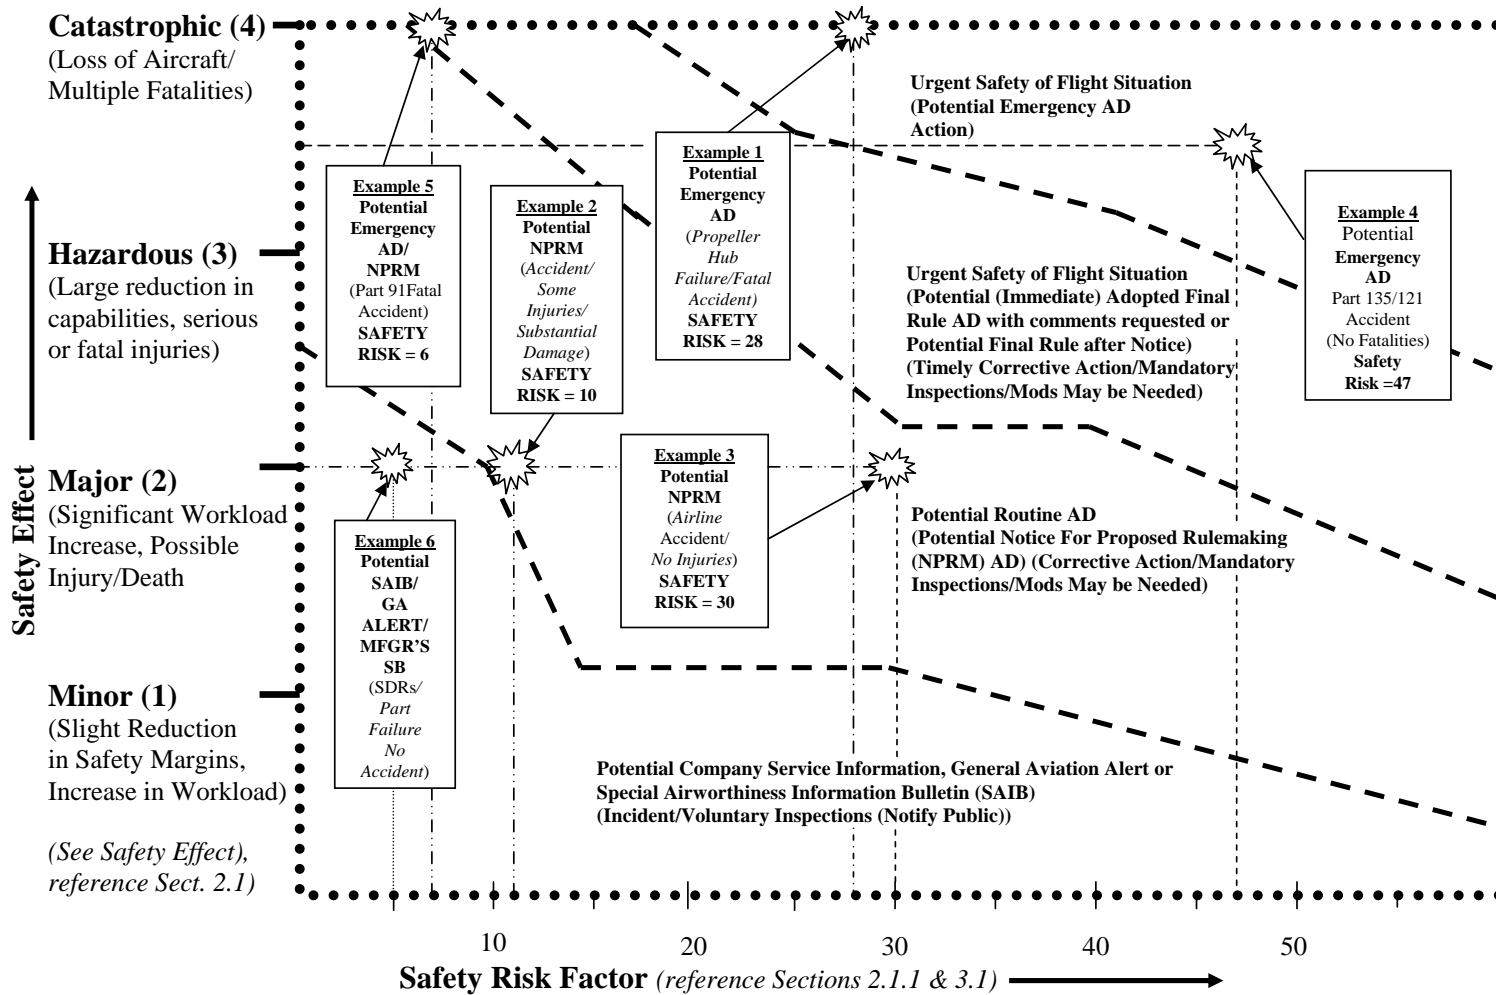 Catastrophic (4)
(Loss of Aircraft/
Multiple Fatalities)
Hazardous (3)
(Large reduction in
capabilities, serious
or fatal injuries)
Major (2)
(Significant Workload
Increase, Possible
Injury/Death
Minor (1)
(Slight Reduction
in Safety Margins,
Increase in Workload)
(See Safety Effect),
reference Sect. 2.1)
Safety Effect
Example 5
Potential
Emergency
AD/
NPRM
(Part 91Fatal
Accident)
SAFETY
RISK = 6
Example 2
Potential
NPRM
(Accident/
Some
Injuries/
Substantial
Damage)
SAFETY
RISK = 10
Example 1
Potential
Emergency
AD
(Propeller
Hub
Failure/Fatal
Accident)
SAFETY
RISK = 28
Urgent Safety of Flight Situation
(Potential Emergency AD
Action)
Example 4
Potential
Emergency
AD
Part 135/121
Accident
(No Fatalities)
Safety
Risk =47
Urgent Safety of Flight Situation
(Potential (Immediate) Adopted Final
Rule AD with comments requested or
Potential Final Rule after Notice)
(Timely Corrective Action/Mandatory
Inspections/Mods May be Needed)
Example 6
Potential
SAIB/
GA
ALERT/
MFGR'S
SB
(SDRs/
Part
Failure
No
Accident)
Example 3
Potential
NPRM
(Airline
Accident/
No Injuries)
SAFETY
RISK = 30
Potential Routine AD
(Potential Notice For Proposed Rulemaking
(NPRM) AD) (Corrective Action/Mandatory
Inspections/Mods May be Needed)
Potential Company Service Information, General Aviation Alert or
Special Airworthiness Information Bulletin (SAIB)
(Incident/Voluntary Inspections (Notify Public))
10 20 30 40 50
Safety Risk Factor (reference Sections 2.1.1 & 3.1)